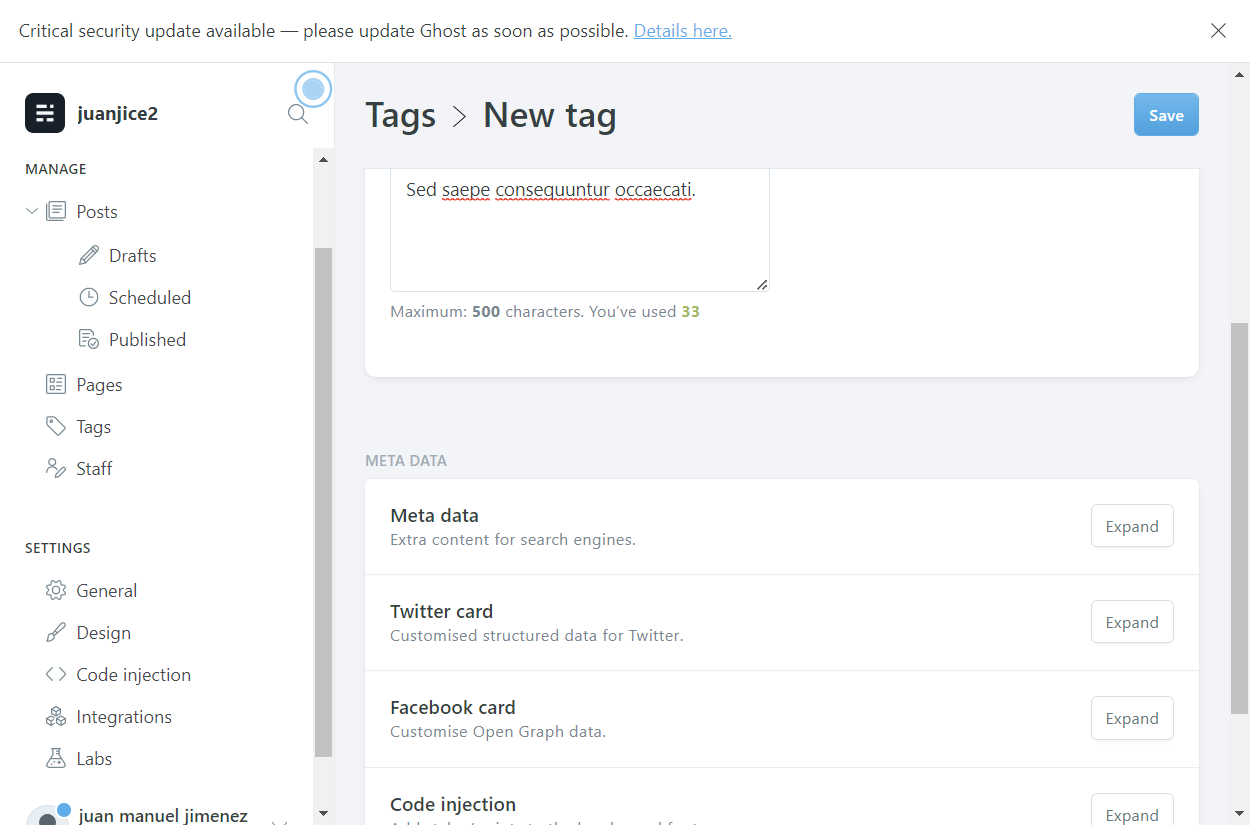 Critical security update available — please update Ghost as soon as possible. Details here.
juanjice2
MANAGE
Posts
Drafts
Scheduled
Published
Pages
Tags
Staff
SETTINGS
General
Design
Code injection
Integrations
Labs
juan manuel jimenez
Tags > New tag
Save
Sed saepe consequuntur occaecati.
Maximum: 500 characters. You’ve used 33
META DATA
Meta data
Extra content for search engines.
Expand
Twitter card
Customised structured data for Twitter.
Expand
Facebook card
Customise Open Graph data.
Expand
Code injection
Expand